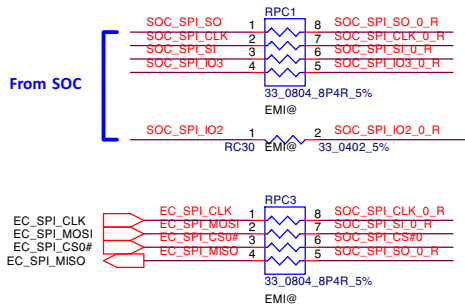 RPC1
SOC_SPI_SO 1 8 SOC_SPI_SO_0_R
SOC_SPI_CLK 2 7 SOC_SPI_CLK_0_R
SOC_SPI_SI 3 6 SOC_SPI_SI_0_R
SOC_SPI_IO3 4 5 SOC_SPI_IO3_0_R
From SOC
33_0804_8P4R_5%
EMI@
SOC_SPI_IO2 1 2 SOC_SPI_IO2_0_R
RC30 EMI@ 33_0402_5%
RPC3
EC_SPI_CLK EC_SPI_CLK 1 8 SOC_SPI_CLK_0_R
EC_SPI_MOSI EC_SPI_MOSI 2 7 SOC_SPI_SI_0_R
EC_SPI_CS0# EC_SPI_CS0# 3 6 SOC_SPI_CS#0
EC_SPI_MISO EC_SPI_MISO 4 5 SOC_SPI_SO_0_R
33_0804_8P4R_5%
EMI@